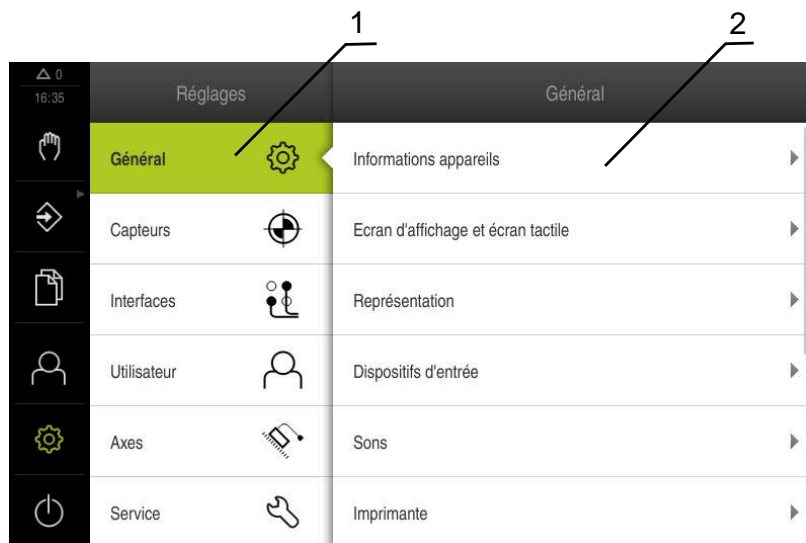 1
2
0
16:35
Réglages
Général
Général
Informations appareils
Capteurs
Ecran d'affichage et écran tactile
Interfaces
Représentation
Utilisateur
Dispositifs d'entrée
Axes
Sons
Service
Imprimante